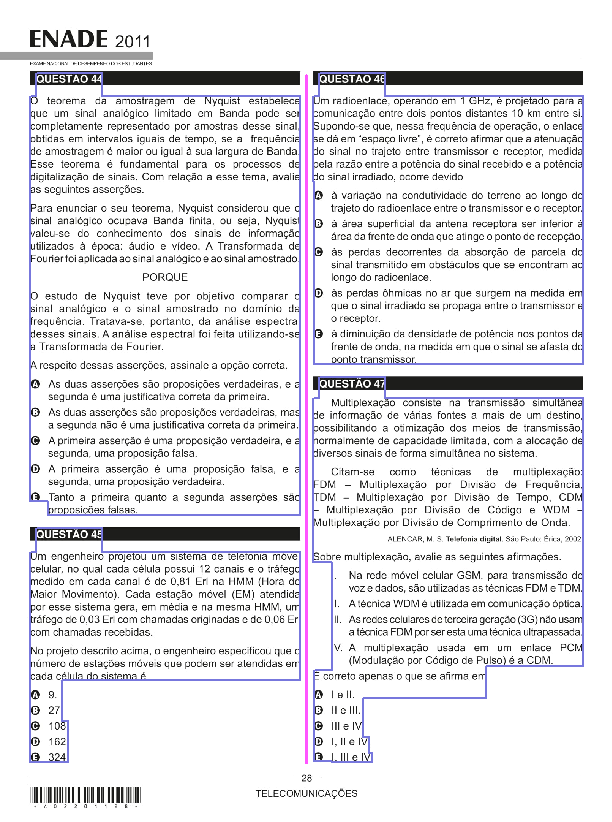 ENADE 2011
EXAME NACIONAL DE DESEMPENHO DOS ESTUDANTES
QUESTÃO 44
O teorema da amostragem de Nyquist estabelece
que um sinal analógico limitado em Banda pode ser
completamente representado por amostras desse sinal,
obtidas em intervalos iguais de tempo, se a frequência
de amostragem é maior ou igual à sua largura de Banda.
Esse teorema é fundamental para os processos de
digitalização de sinais. Com relação a esse tema, avalie
as seguintes asserções.
Para enunciar o seu teorema, Nyquist considerou que o
sinal analógico ocupava Banda finita, ou seja, Nyquist
valeu-se do conhecimento dos sinais de informação
utilizados à época: áudio e vídeo. A Transformada de
Fourier foi aplicada ao sinal analógico e ao sinal amostrado.
PORQUE
O estudo de Nyquist teve por objetivo comparar o
sinal analógico e o sinal amostrado no domínio da
frequência. Tratava-se, portanto, da análise espectral
desses sinais. A análise espectral foi feita utilizando-se
a Transformada de Fourier.
A respeito dessas asserções, assinale a opção correta.
A As duas asserções são proposições verdadeiras, e a
segunda é uma justificativa correta da primeira.
B As duas asserções são proposições verdadeiras, mas
a segunda não é uma justificativa correta da primeira.
C A primeira asserção é uma proposição verdadeira, e a
segunda, uma proposição falsa.
D A primeira asserção é uma proposição falsa, e a
segunda, uma proposição verdadeira.
E Tanto a primeira quanto a segunda asserções são
proposições falsas.
QUESTÃO 45
Um engenheiro projetou um sistema de telefonia móvel
celular, no qual cada célula possui 12 canais e o tráfego
medido em cada canal é de 0,81 Erl na HMM (Hora de
Maior Movimento). Cada estação móvel (EM) atendida
por esse sistema gera, em média e na mesma HMM, um
tráfego de 0,03 Erl com chamadas originadas e de 0,06 Erl
com chamadas recebidas.
No projeto descrito acima, o engenheiro especificou que o
número de estações móveis que podem ser atendidas em
cada célula do sistema é
A 9.
B 27.
C 108.
D 162.
E 324.
QUESTÃO 46
Um radioenlace, operando em 1 GHz, é projetado para a
comunicação entre dois pontos distantes 10 km entre si.
Supondo-se que, nessa frequência de operação, o enlace
se dá em “espaço livre”, é correto afirmar que a atenuação
do sinal no trajeto entre transmissor e receptor, medida
pela razão entre a potência do sinal recebido e a potência
do sinal irradiado, ocorre devido
A à variação na condutividade do terreno ao longo do
trajeto do radioenlace entre o transmissor e o receptor.
B à área superficial da antena receptora ser inferior à
área da frente de onda que atinge o ponto de recepção.
C às perdas decorrentes da absorção de parcela do
sinal transmitido em obstáculos que se encontram ao
longo do radioenlace.
D às perdas ôhmicas no ar que surgem na medida em
que o sinal irradiado se propaga entre o transmissor e
o receptor.
E à diminuição da densidade de potência nos pontos da
frente de onda, na medida em que o sinal se afasta do
ponto transmissor.
QUESTÃO 47
Multiplexação consiste na transmissão simultânea
de informação de várias fontes a mais de um destino,
possibilitando a otimização dos meios de transmissão,
normalmente de capacidade limitada, com a alocação de
diversos sinais de forma simultânea no sistema.
Citam-se como técnicas de multiplexação:
FDM – Multiplexação por Divisão de Frequência,
TDM – Multiplexação por Divisão de Tempo, CDM
– Multiplexação por Divisão de Código e WDM –
Multiplexação por Divisão de Comprimento de Onda.
ALENCAR, M. S. Telefonia digital. São Paulo: Érica, 2002.
Sobre multiplexação, avalie as seguintes afirmações.
I. Na rede móvel celular GSM, para transmissão de
voz e dados, são utilizadas as técnicas FDM e TDM.
II. A técnica WDM é utilizada em comunicação óptica.
III. As redes celulares de terceira geração (3G) não usam
a técnica FDM por ser esta uma técnica ultrapassada.
IV. A multiplexação usada em um enlace PCM
(Modulação por Código de Pulso) é a CDM.
É correto apenas o que se afirma em
A I e II.
B II e III.
C III e IV.
D I, II e IV.
E I, III e IV.
28
TELECOMUNICAÇÕES